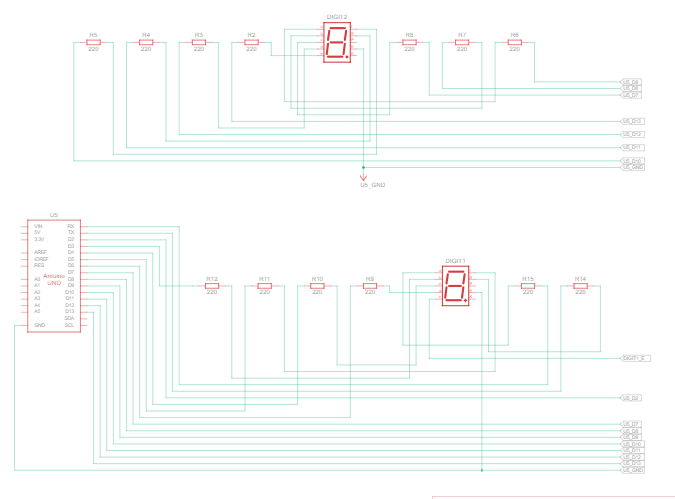 DIGIT2
R5
R4
R3
R2
R6
R7
R8
220
220
220
220
220
220
220
U5_D9
U5_D8
U5_D7
U5_D13
U5_D12
U5_D11
U5_D10
U5_GND
U5_GND
U5
VIN
5V
3.3V
AREF
IOREF
RES
A0
A1
A2
A3
A4
A5
GND
Arduino
UNO
RX
TX
D2
D3
D4
D5
D6
D7
D8
D9
D10
D11
D12
D13
SDA
SCL
DIGIT1
R12
R11
R10
R9
R15
R14
220
220
220
220
220
220
DIGIT1_E
U5_D2
U5_D7
U5_D8
U5_D9
U5_D10
U5_D11
U5_D12
U5_D13
U5_GND